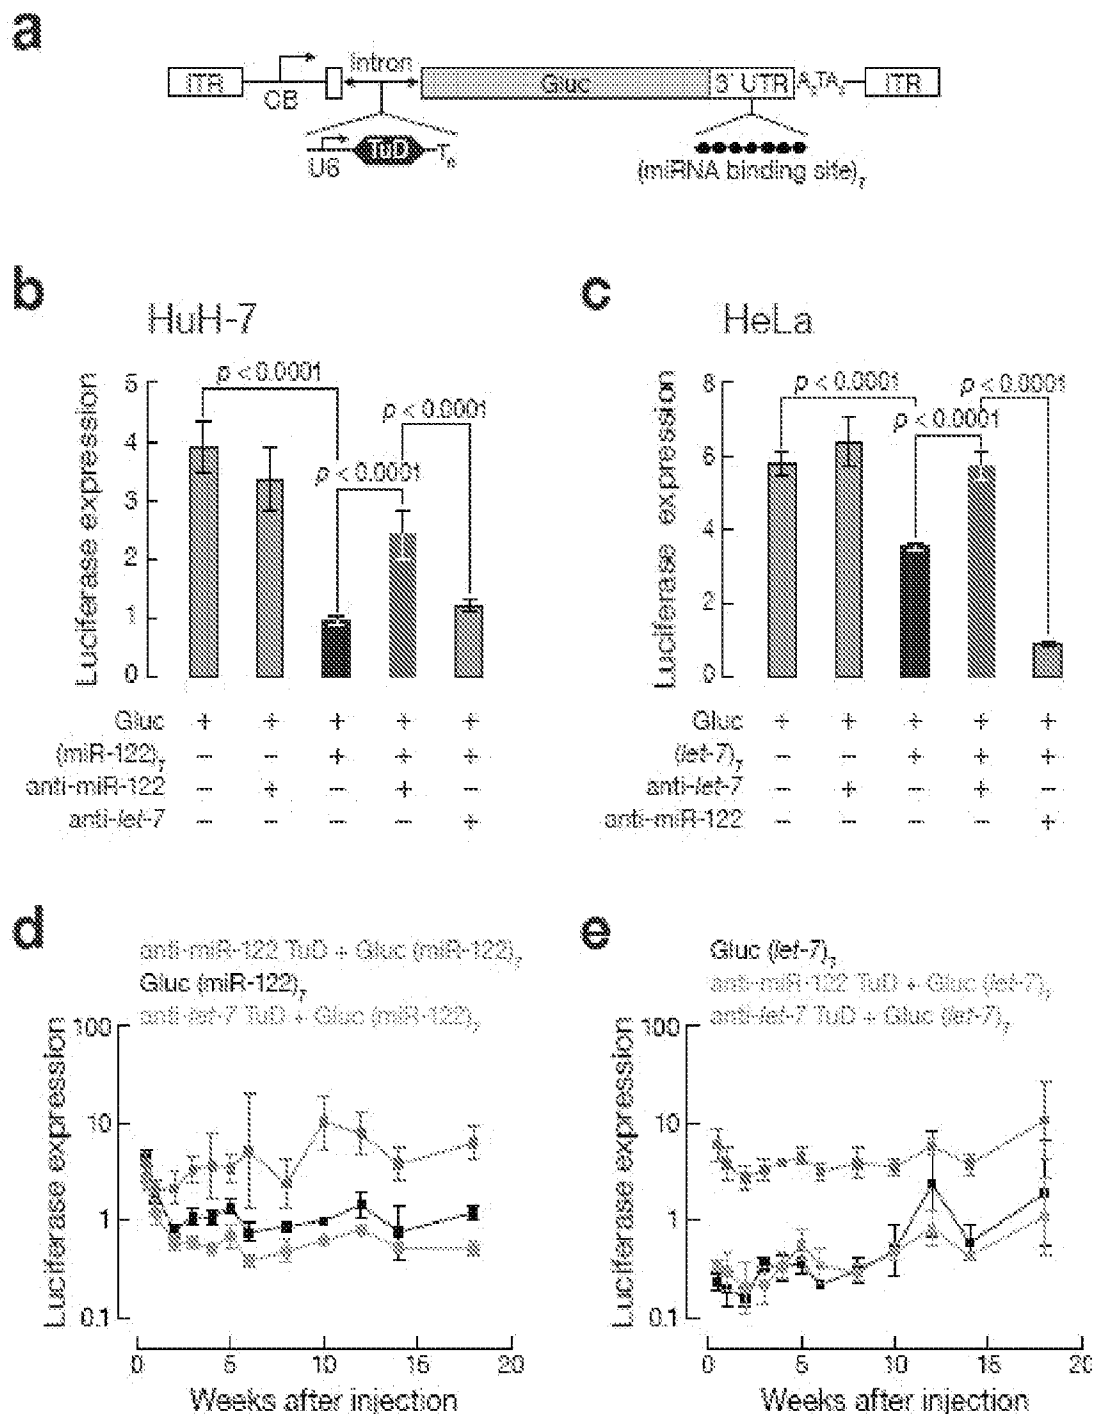 a
ITR CB Intron Gluc 3´ UTR ITR
U6 TuD Tₙ
(miRNA binding site)₇
b
HuH-7
Luciferase expression
5
4
3
2
1
0
p < 0.0001
p < 0.0001
p < 0.0001
Gluc + + + + +
(miR-122)₇ – – + + +
anti-miR-122 – + – + –
anti-let-7 – – – – +
c
HeLa
Luciferase expression
8
6
4
2
0
p < 0.0001
p < 0.0001
p < 0.0001
Gluc + + + + +
(let-7)₇ – – + + +
anti-let-7 – + – + –
anti-miR-122 – – – – +
d
anti-miR-122 TuD + Gluc (miR-122)₇
Gluc (miR-122)₇
anti-let-7 TuD + Gluc (miR-122)₇
Luciferase expression
100
10
1
0.1
0 5 10 15 20
Weeks after injection
e
Gluc (let-7)₇
anti-miR-122 TuD + Gluc (let-7)₇
anti-let-7 TuD + Gluc (let-7)₇
Luciferase expression
100
10
1
0.1
0 5 10 15 20
Weeks after injection